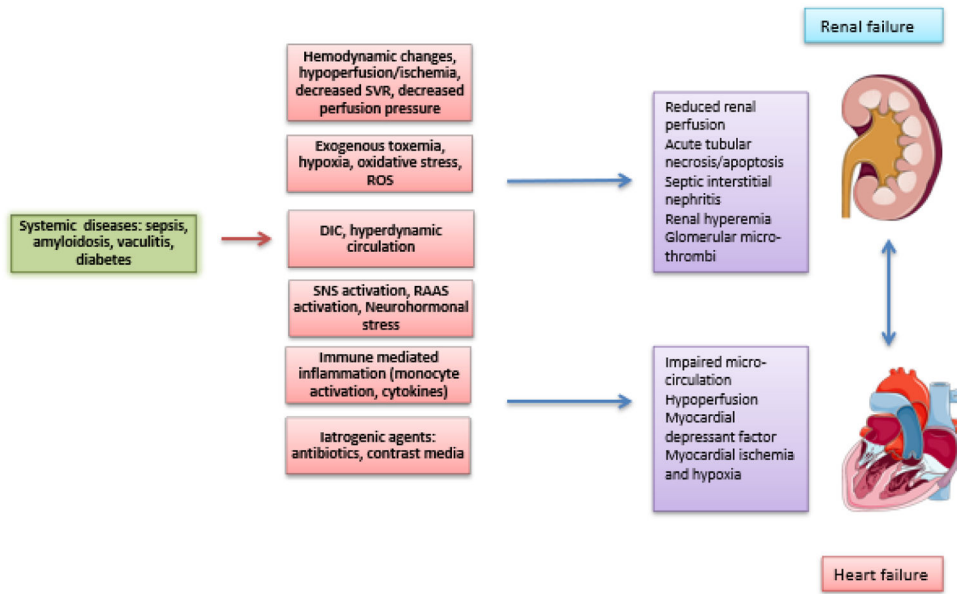 Renal failure
Hemodynamic changes,
hypoperfusion/ischemia,
decreased SVR, decreased
perfusion pressure
Exogenous toxemia,
hypoxia, oxidative stress,
ROS
DIC, hyperdynamic
circulation
SNS activation, RAAS
activation, Neurohormonal
stress
Immune mediated
inflammation (monocyte
activation, cytokines)
Iatrogenic agents:
antibiotics, contrast media
Systemic diseases: sepsis,
amyloidosis, vaculitis,
diabetes
Reduced renal
perfusion
Acute tubular
necrosis/apoptosis
Septic interstitial
nephritis
Renal hyperemia
Glomerular micro-
thrombi
Impaired micro-
circulation
Hypoperfusion
Myocardial
depressant factor
Myocardial ischemia
and hypoxia
Heart failure